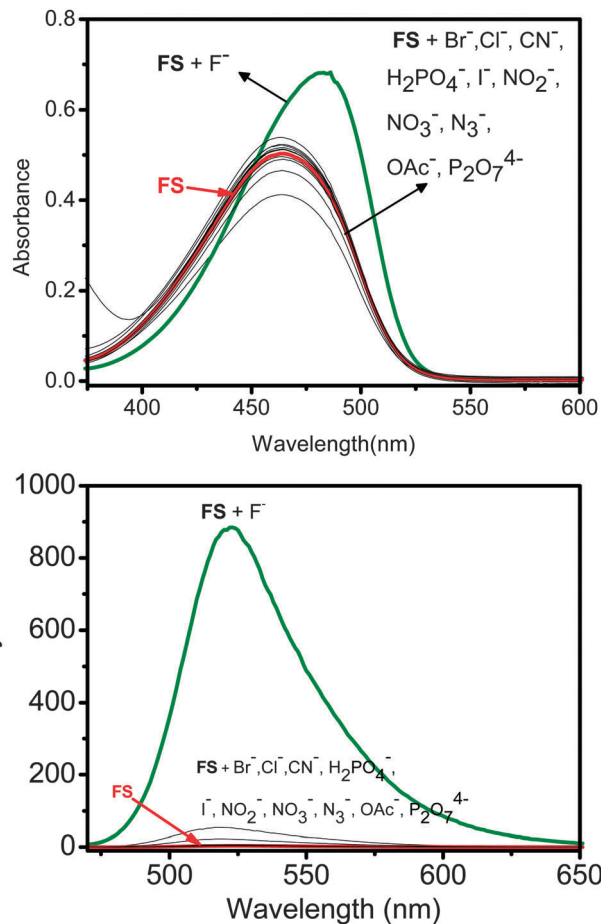 0.8
FS + F⁻
FS + Br⁻,Cl⁻, CN⁻,
H₂PO₄⁻, I⁻, NO₂⁻,
NO₃⁻, N₃⁻,
OAc⁻, P₂O₇⁴⁻
0.6
FS
0.4
0.2
0.0
Absorbance
400 450 500 550 600
Wavelength(nm)
1000
FS + F⁻
800
600
400
200
0
FS + Br⁻,Cl⁻,CN⁻, H₂PO₄⁻,
FS
I⁻, NO₂⁻, NO₃⁻, N₃⁻, OAc⁻, P₂O₇⁴⁻
500 550 600 650
Wavelength (nm)